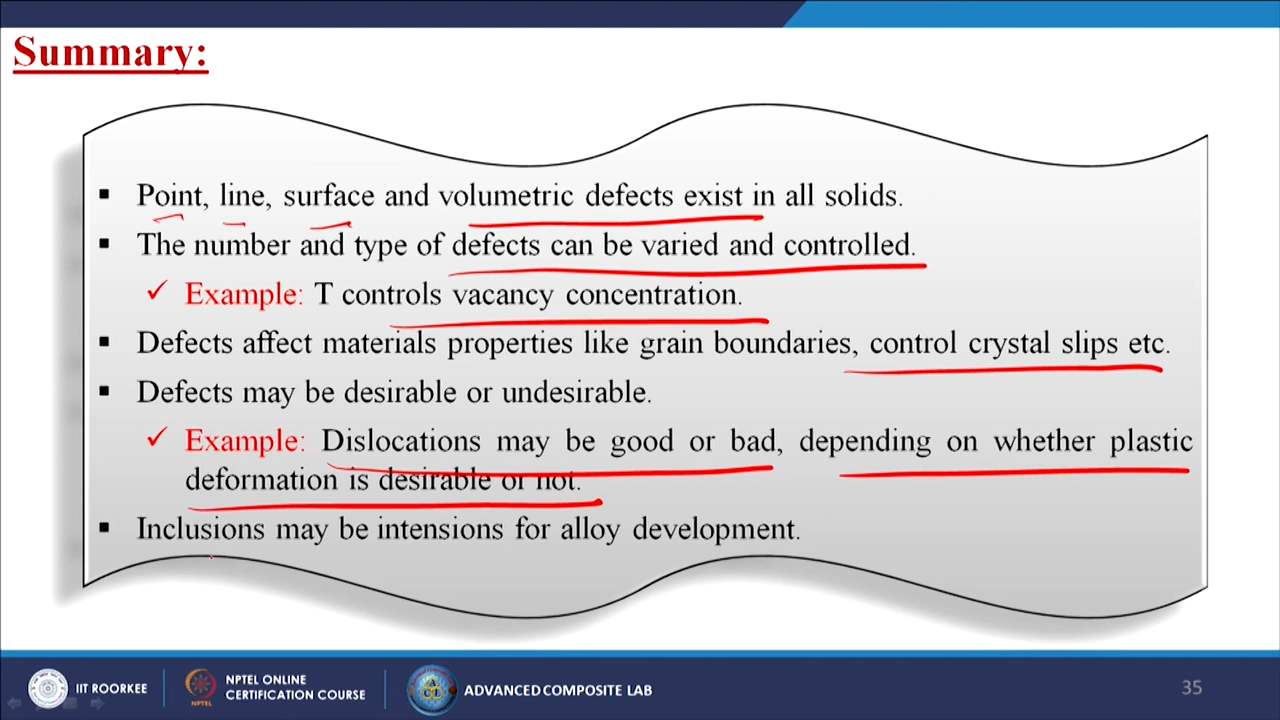 Summary:
▪ Point, line, surface and volumetric defects exist in all solids.
▪ The number and type of defects can be varied and controlled.
✓ Example: T controls vacancy concentration.
▪ Defects affect materials properties like grain boundaries, control crystal slips etc.
▪ Defects may be desirable or undesirable.
✓ Example: Dislocations may be good or bad, depending on whether plastic
deformation is desirable or not.
▪ Inclusions may be intensions for alloy development.
IIT ROORKEE
NPTEL ONLINE
CERTIFICATION COURSE
NPTEL
ADVANCED COMPOSITE LAB
35